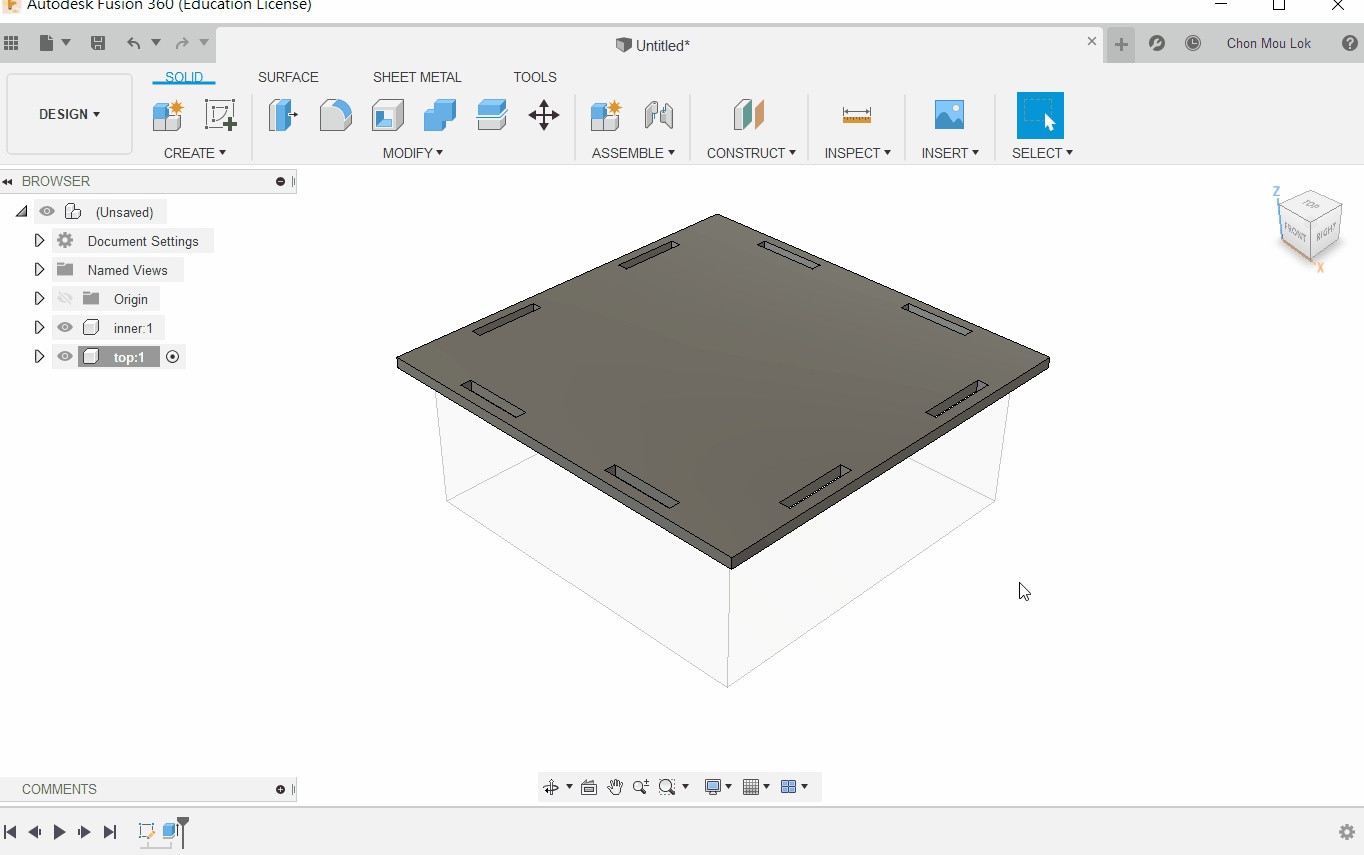 Autodesk Fusion 360 (Education License)
Untitled*
Chon Mou Lok
DESIGN
SOLID
SURFACE
SHEET METAL
TOOLS
CREATE
MODIFY
ASSEMBLE
CONSTRUCT
INSPECT
INSERT
SELECT
BROWSER
(Unsaved)
Document Settings
Named Views
Origin
inner:1
top:1
Z
TOP
FRONT
RIGHT
X
COMMENTS